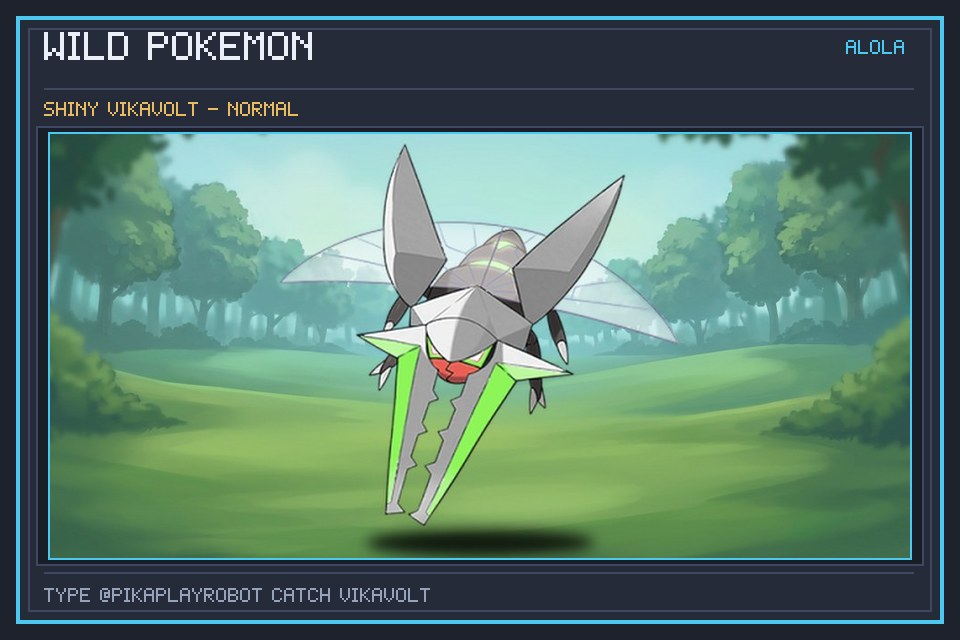 WILD POKEMON
ALOLA
SHINY VIKAVOLT - NORMAL
TYPE @PIKAPLAYROBOT CATCH VIKAVOLT